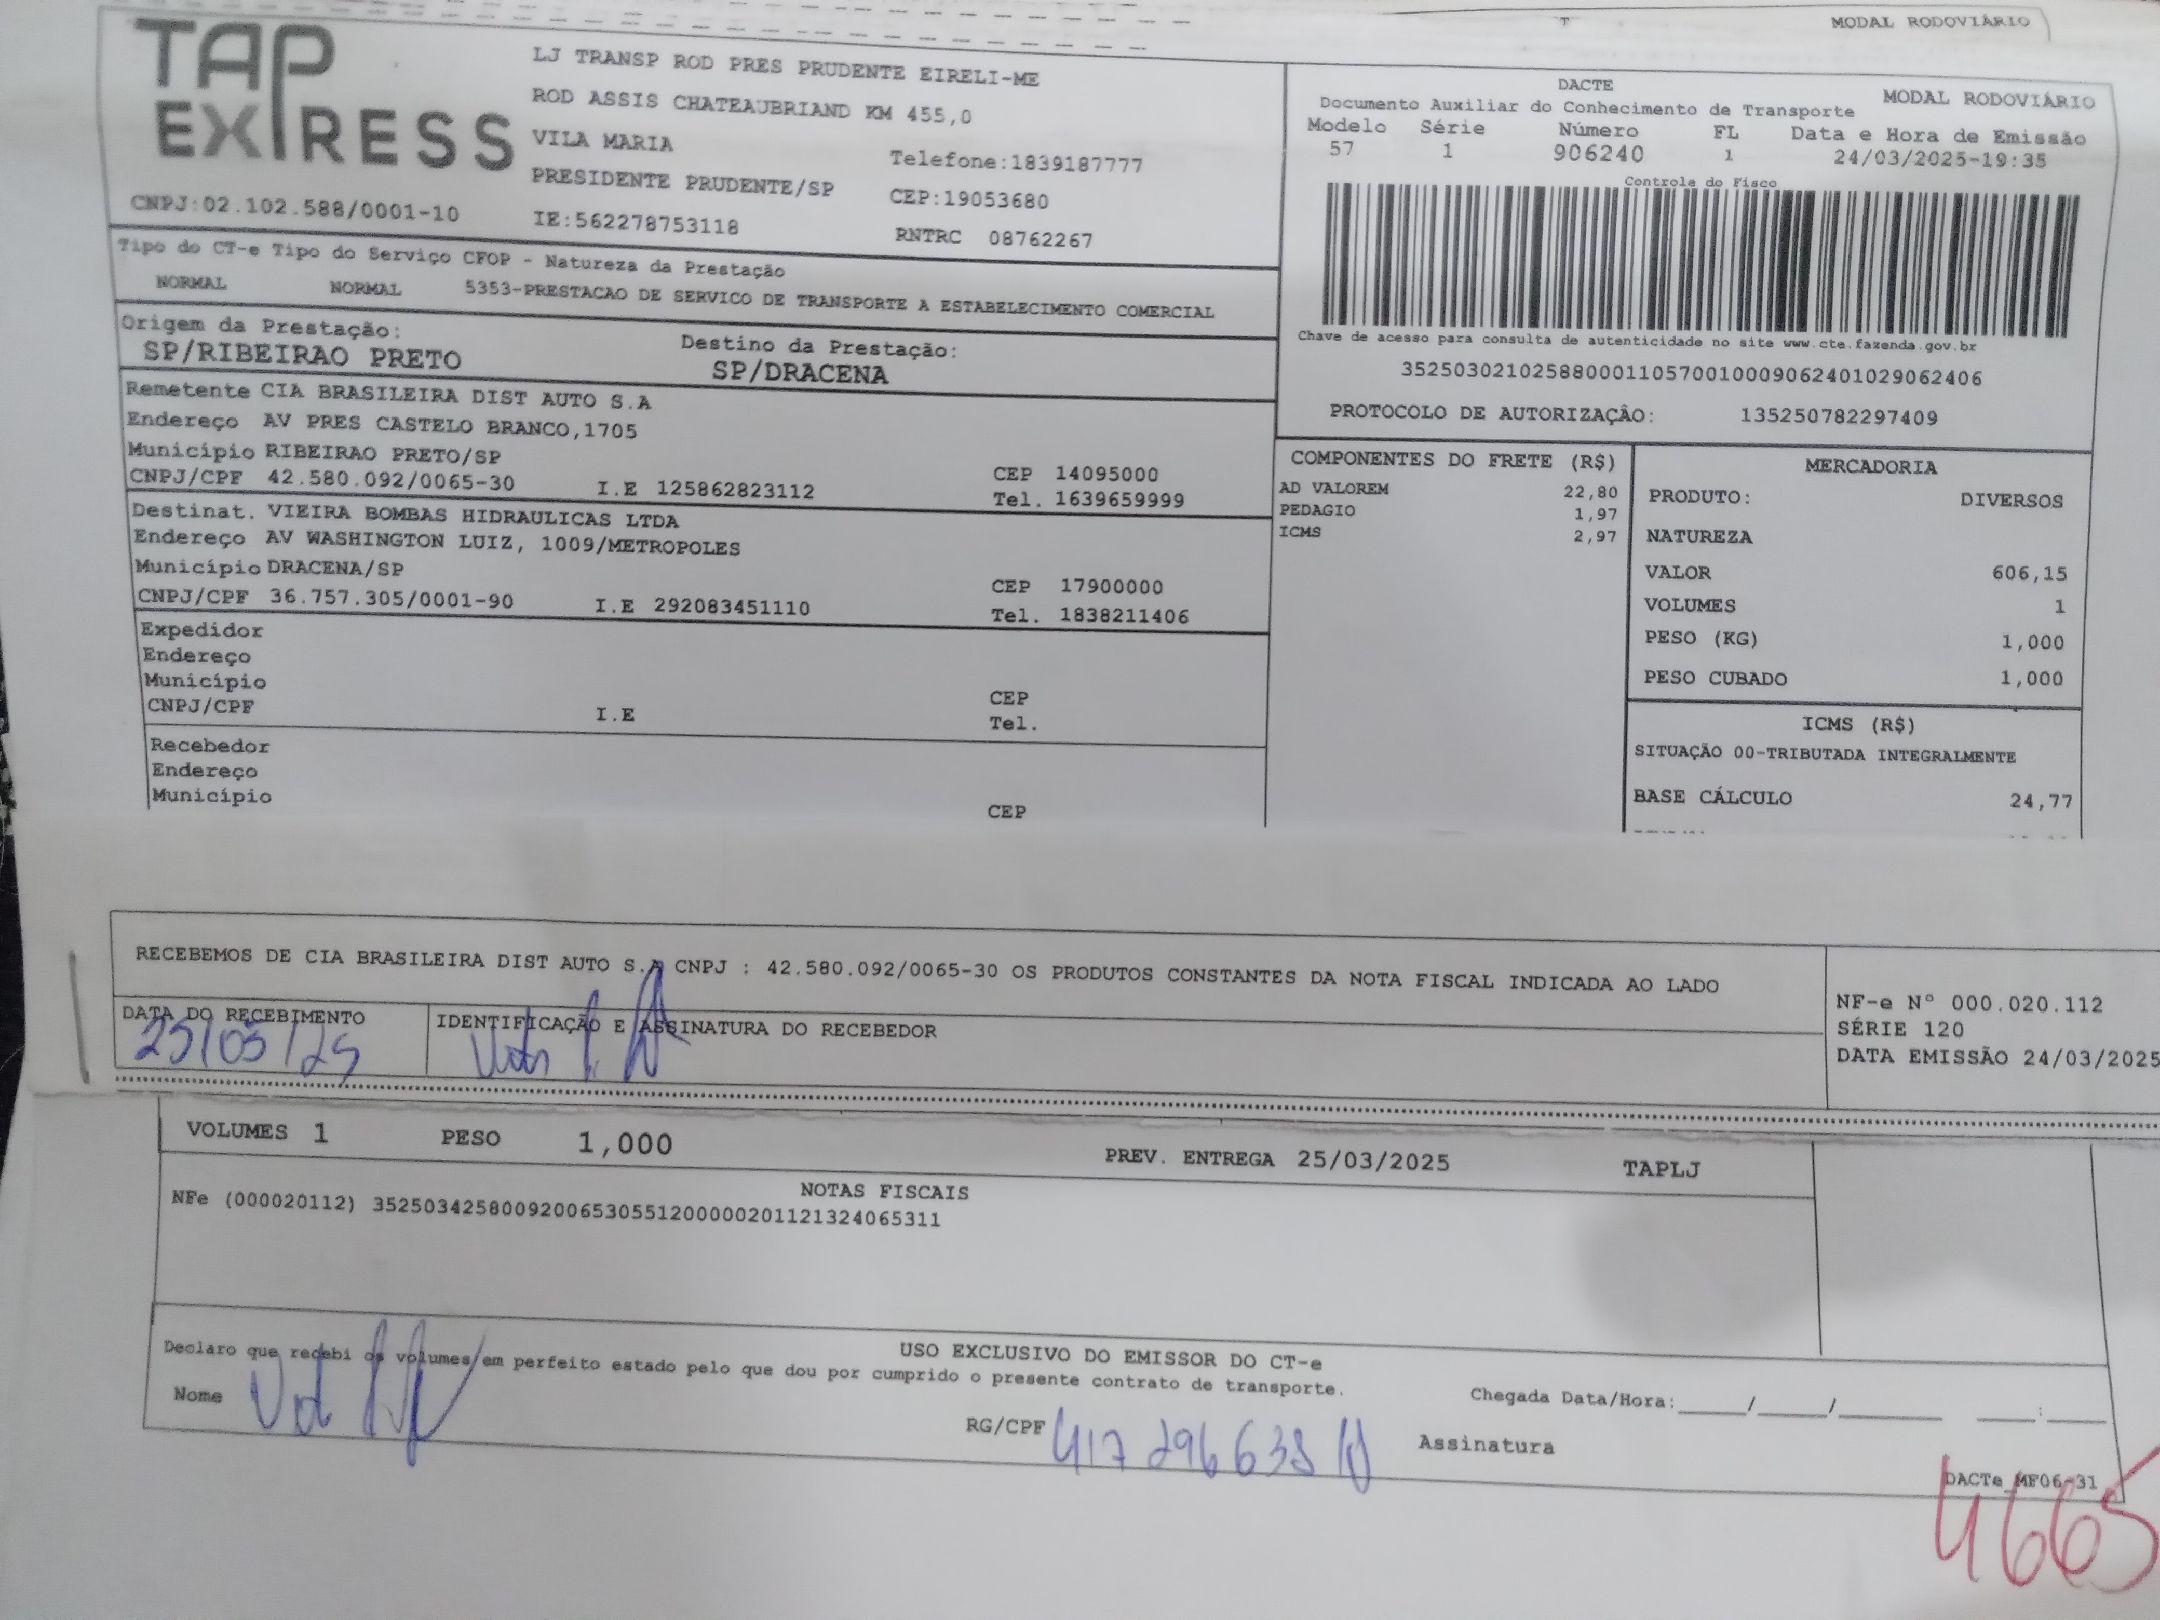 MODAL RODOVIÁRIO
TAP EXPRESS
CNPJ:02.102.588/0001-10
LJ TRANSP ROD PRES PRUDENTE EIRELI-ME
ROD ASSIS CHATEAUBRIAND KM 455,0
VILA MARIA
Telefone:1839187777
PRESIDENTE PRUDENTE/SP
CEP:19053680
IE:562278753118
RNTRC 08762267
DACTE
MODAL RODOVIÁRIO
Documento Auxiliar do Conhecimento de Transporte
Modelo Série Número FL Data e Hora de Emissão
57 1 906240 1 24/03/2025-19:35
Controle do Fisco
Chave de acesso para consulta de autenticidade no site www.cte.fazenda.gov.br
35250302102588000110570010009062401029062406
PROTOCOLO DE AUTORIZAÇÂO: 135250782297409
Tipo do CT-e Tipo do Serviço CFOP - Natureza da Prestação
NORMAL NORMAL 5353-PRESTACAO DE SERVICO DE TRANSPORTE A ESTABELECIMENTO COMERCIAL
Origem da Prestação: Destino da Prestação:
SP/RIBEIRAO PRETO SP/DRACENA
Remetente CIA BRASILEIRA DIST AUTO S.A
Endereço AV PRES CASTELO BRANCO,1705
Município RIBEIRAO PRETO/SP CEP 14095000
CNPJ/CPF 42.580.092/0065-30 I.E 125862823112 Tel. 1639659999
Destinat. VIEIRA BOMBAS HIDRAULICAS LTDA
Endereço AV WASHINGTON LUIZ, 1009/METROPOLES
Município DRACENA/SP CEP 17900000
CNPJ/CPF 36.757.305/0001-90 I.E 292083451110 Tel. 1838211406
Expedidor
Endereço
Município CEP
CNPJ/CPF I.E Tel.
Recebedor
Endereço
Município CEP
COMPONENTES DO FRETE (R$)
AD VALOREM 22,80
PEDAGIO 1,97
ICMS 2,97
MERCADORIA
PRODUTO: DIVERSOS
NATUREZA
VALOR 606,15
VOLUMES 1
PESO (KG) 1,000
PESO CUBADO 1,000
ICMS (R$)
SITUAÇÃO 00-TRIBUTADA INTEGRALMENTE
BASE CÁLCULO 24,77
RECEBEMOS DE CIA BRASILEIRA DIST AUTO S.A CNPJ : 42.580.092/0065-30 OS PRODUTOS CONSTANTES DA NOTA FISCAL INDICADA AO LADO
DATA DO RECEBIMENTO IDENTIFICAÇÃO E ASSINATURA DO RECEBEDOR
25/03/25
NF-e N° 000.020.112
SÉRIE 120
DATA EMISSÃO 24/03/2025
VOLUMES 1 PESO 1,000 PREV. ENTREGA 25/03/2025 TAPLJ
NOTAS FISCAIS
NFe (000020112) 35250342580092006530551200000201121324065311
USO EXCLUSIVO DO EMISSOR DO CT-e
Declaro que recebi os volumes em perfeito estado pelo que dou por cumprido o presente contrato de transporte.
Nome Chegada Data/Hora:_____/_____/_______ ____:____
RG/CPF Assinatura
DACTe_MF06-31
4665